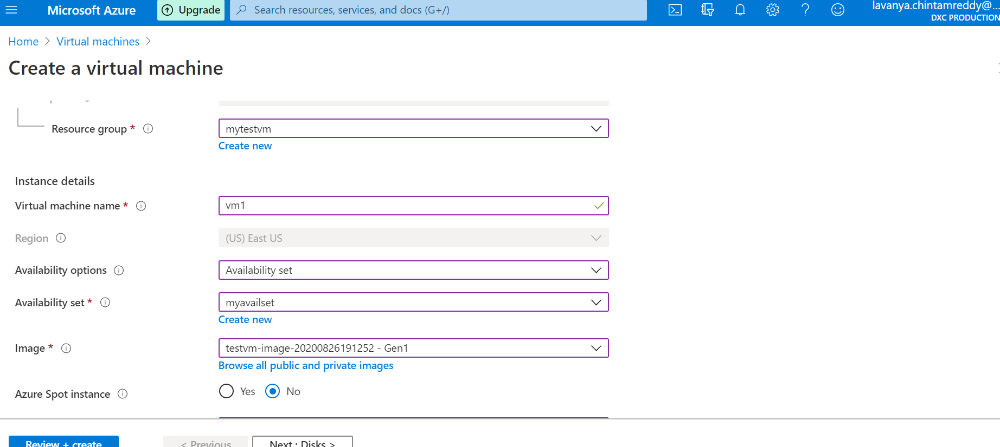 Microsoft Azure
Upgrade
Search resources, services, and docs (G+/)
lavanya.chintamreddy@...
DXC PRODUCTION
Home > Virtual machines >
Create a virtual machine
Resource group * mytestvm
Create new
Instance details
Virtual machine name * vm1
Region (US) East US
Availability options Availability set
Availability set * myavailset
Create new
Image * testvm-image-20200826191252 - Gen1
Browse all public and private images
Azure Spot instance Yes No
Review + create < Previous Next : Disks >